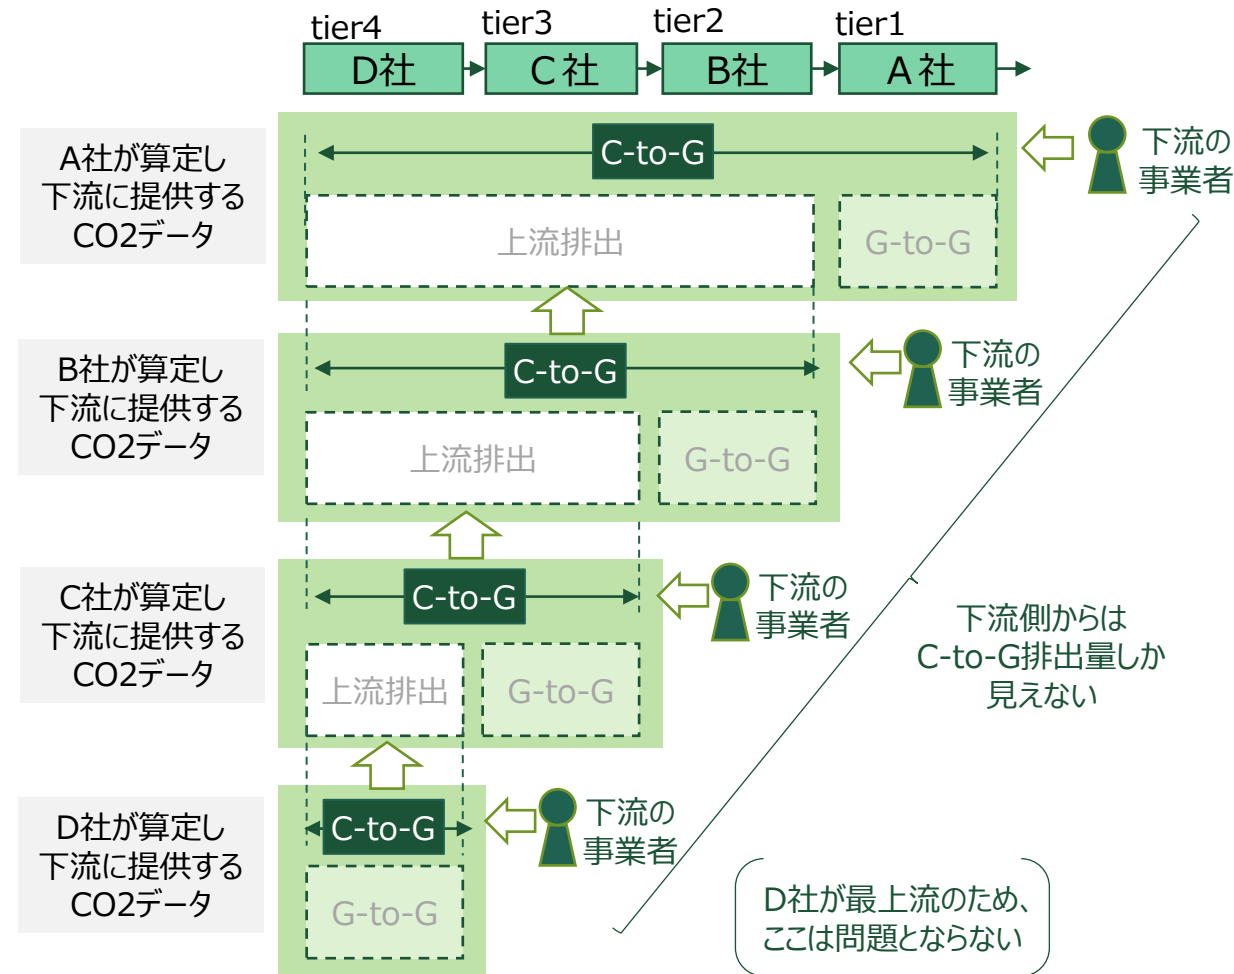 tier4
tier3
tier2
tier1
D社
C社
B社
A社
A社が算定し
下流に提供する
CO2データ
C-to-G
上流排出
G-to-G
下流の
事業者
B社が算定し
下流に提供する
CO2データ
C-to-G
上流排出
G-to-G
下流の
事業者
C社が算定し
下流に提供する
CO2データ
C-to-G
上流排出
G-to-G
下流の
事業者
下流側からは
C-to-G排出量しか
見えない
D社が算定し
下流に提供する
CO2データ
C-to-G
G-to-G
下流の
事業者
D社が最上流のため、
ここは問題とならない